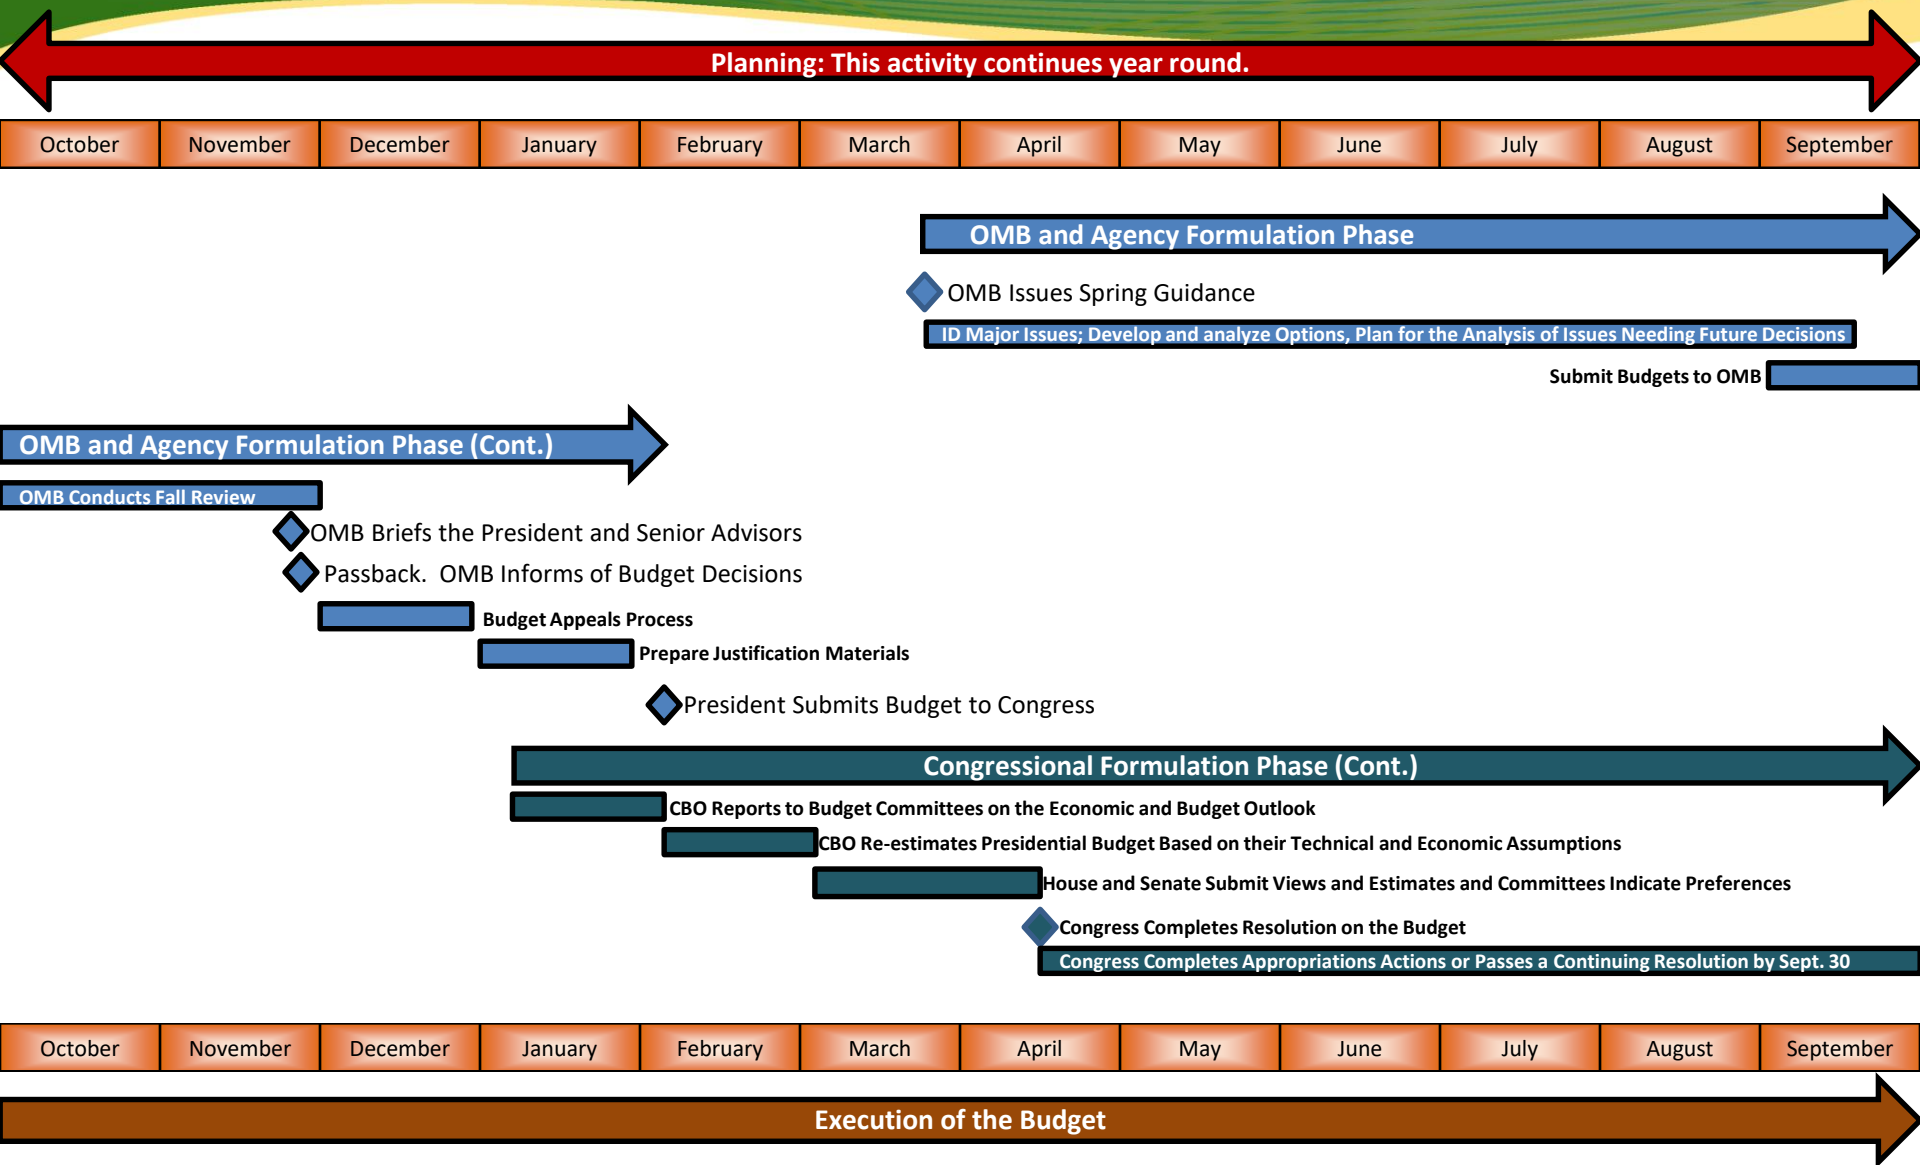 Planning: This activity continues year round.
October November December January February March April May June July August September
OMB and Agency Formulation Phase
OMB Issues Spring Guidance
ID Major Issues; Develop and analyze Options, Plan for the Analysis of Issues Needing Future Decisions
Submit Budgets to OMB
OMB and Agency Formulation Phase (Cont.)
OMB Conducts Fall Review
OMB Briefs the President and Senior Advisors
Passback.  OMB Informs of Budget Decisions
Budget Appeals Process
Prepare Justification Materials
President Submits Budget to Congress
Congressional Formulation Phase (Cont.)
CBO Reports to Budget Committees on the Economic and Budget Outlook
CBO Re-estimates Presidential Budget Based on their Technical and Economic Assumptions
House and Senate Submit Views and Estimates and Committees Indicate Preferences
Congress Completes Resolution on the Budget
Congress Completes Appropriations Actions or Passes a Continuing Resolution by Sept. 30
October November December January February March April May June July August September
Execution of the Budget